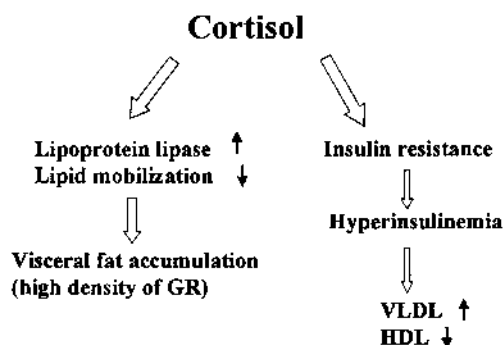 Cortisol
Lipoprotein lipase ↑
Lipid mobilization ↓
Visceral fat accumulation
(high density of GR)
Insulin resistance
Hyperinsulinemia
VLDL ↑
HDL ↓